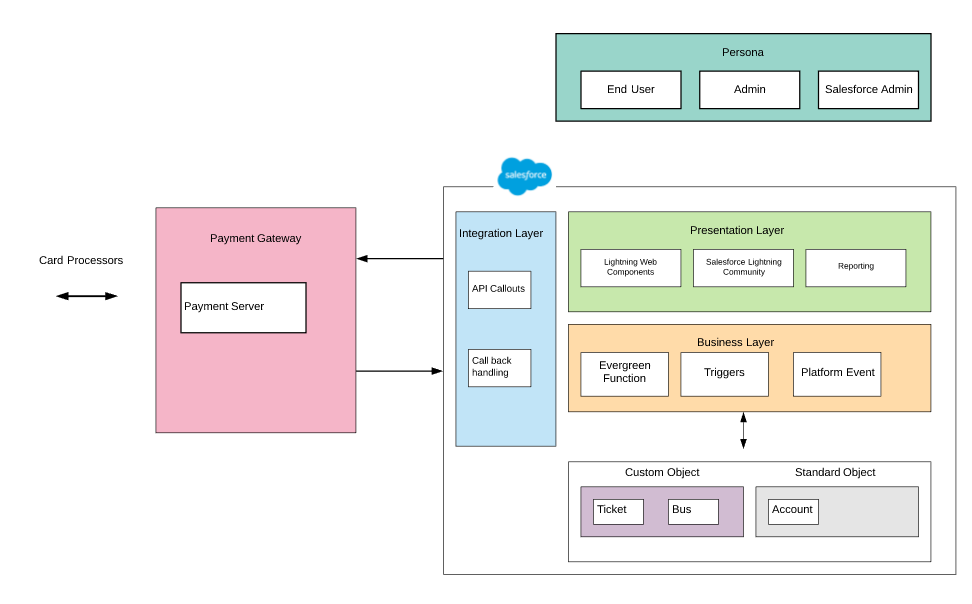 Persona
End User
Admin
Salesforce Admin
salesforce
Card Processors
Payment Gateway
Payment Server
Integration Layer
API Callouts
Call back
handling
Presentation Layer
Lightning Web
Components
Salesforce Lightning
Community
Reporting
Business Layer
Evergreen
Function
Triggers
Platform Event
Custom Object
Ticket
Bus
Standard Object
Account